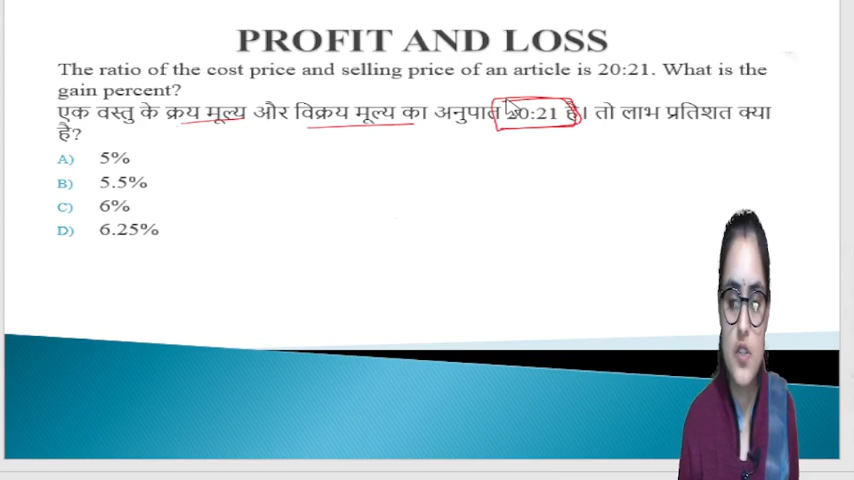 PROFIT AND LOSS
The ratio of the cost price and selling price of an article is 20:21. What is the
gain percent?
एक वस्तु के क्रय मूल्य और विक्रय मूल्य का अनुपात 20:21 है। तो लाभ प्रतिशत क्या
है?
A) 5%
B) 5.5%
C) 6%
D) 6.25%